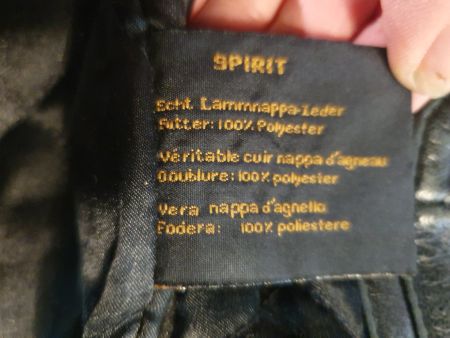 SPIRIT
Echt Lammnappa-Leder
Futter: 100% Polyester
Véritable cuir nappa d'agneau
Doublure: 100% polyester
Vera nappa d'agnello
Fodera: 100% poliestere